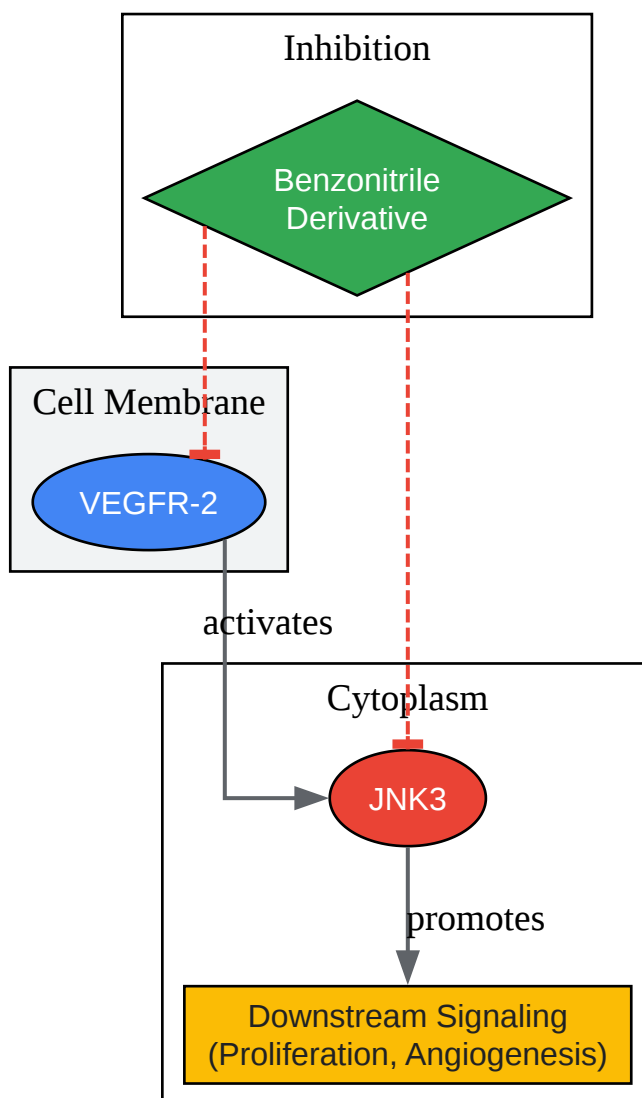 Inhibition
Benzonitrile
Derivative
Cell Membrane
VEGFR-2
activates
Cytoplasm
JNK3
promotes
Downstream Signaling
(Proliferation, Angiogenesis)